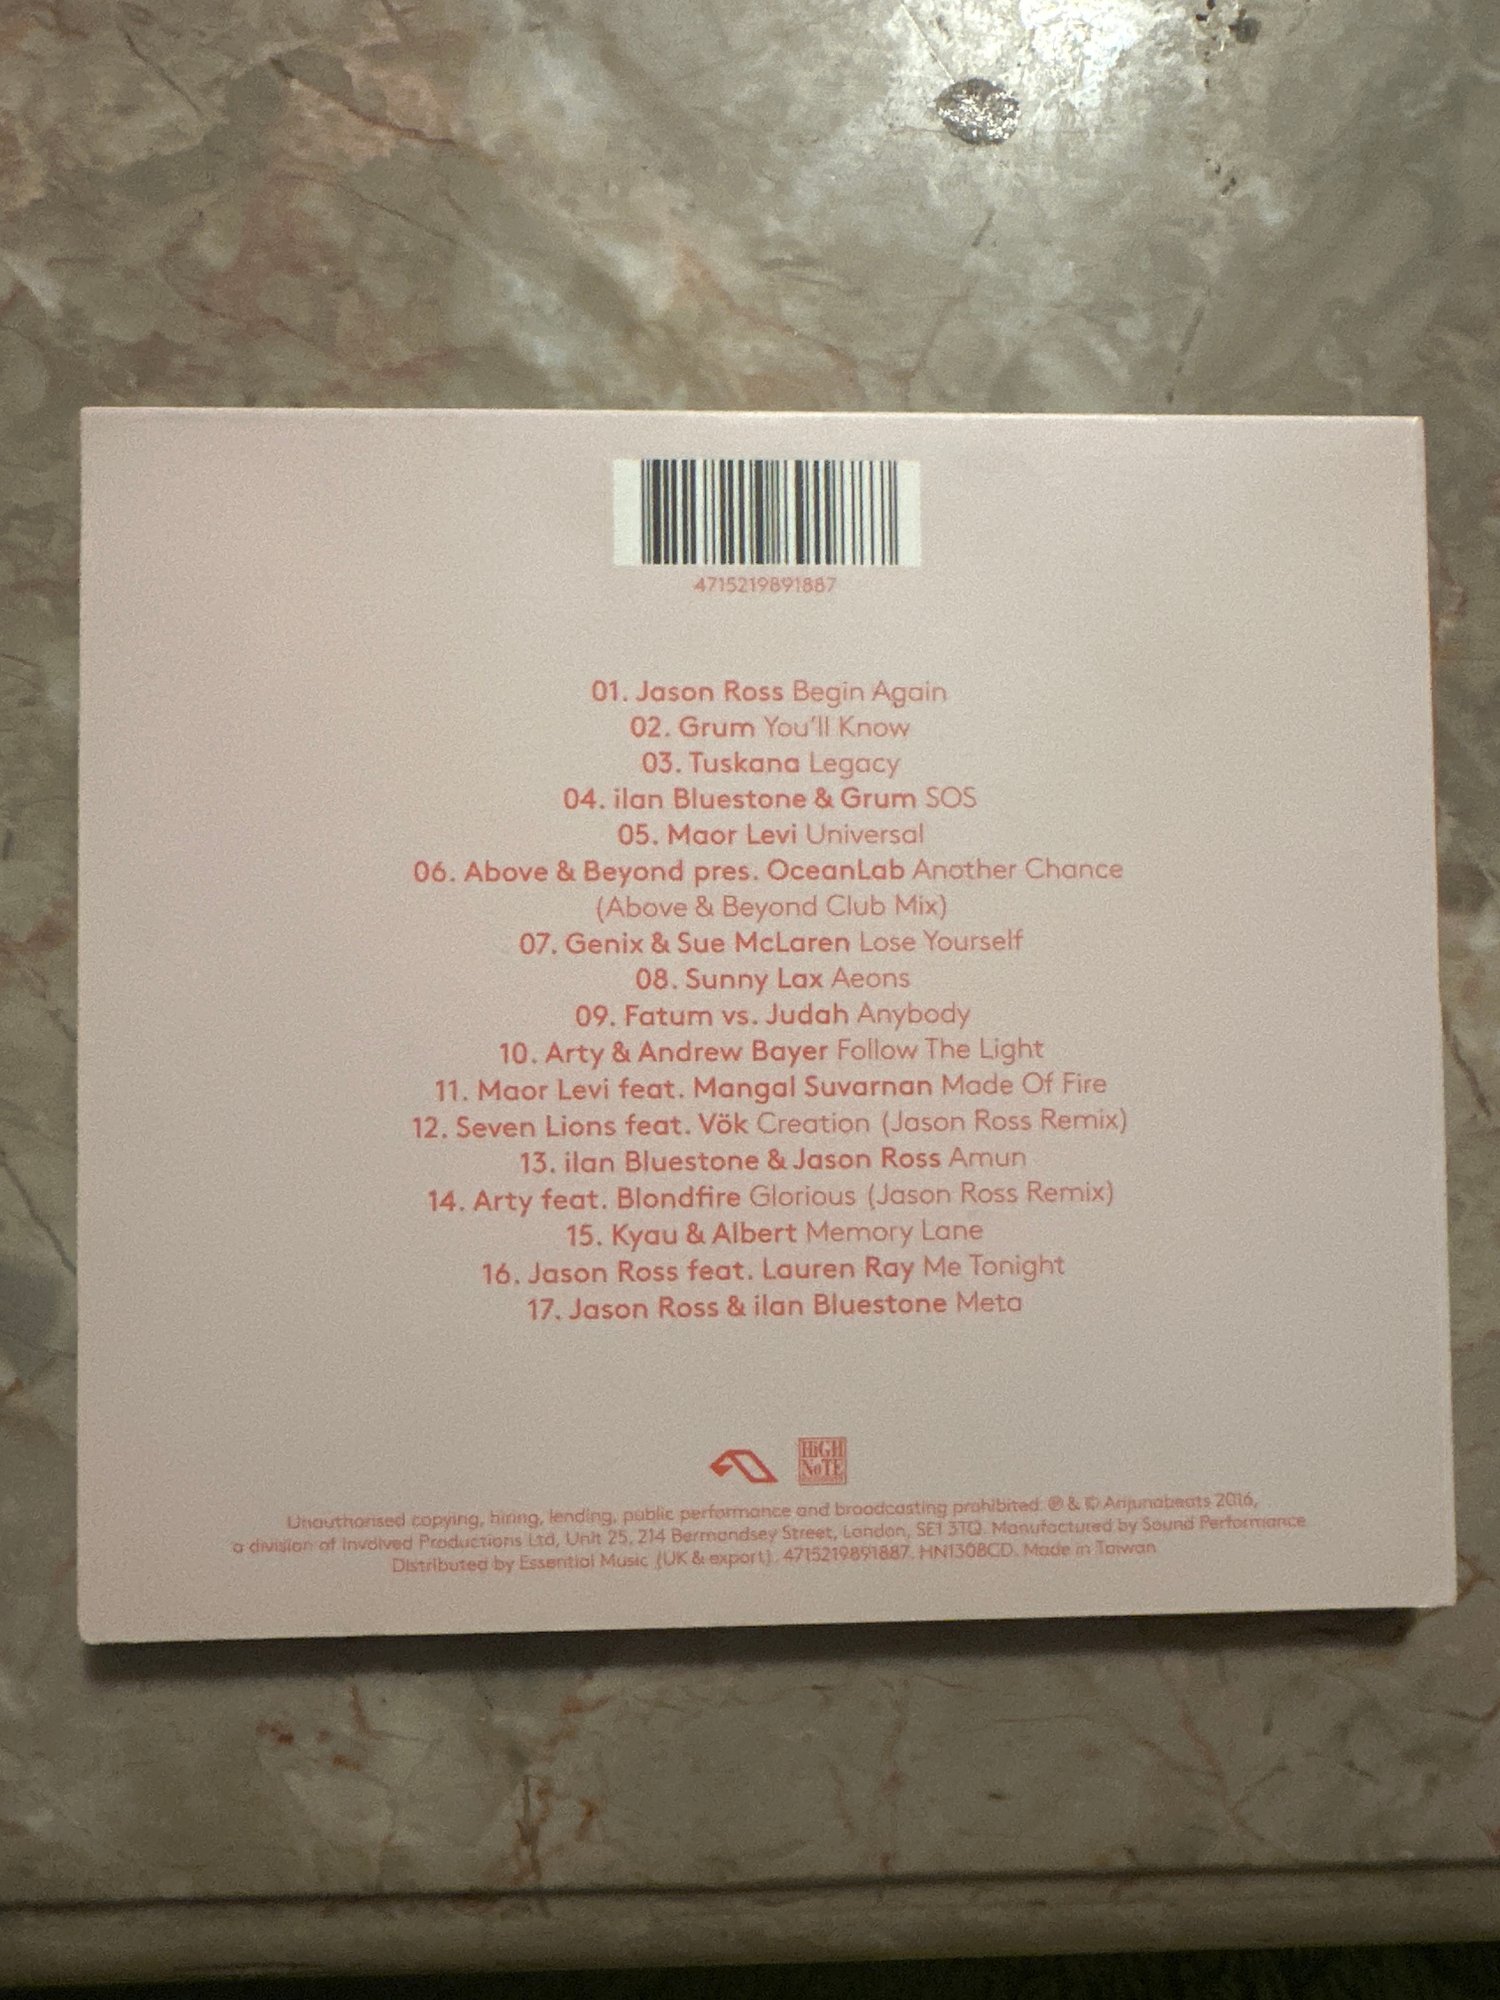 4715219891887
01. Jason Ross Begin Again
02. Grum You'll Know
03. Tuskana Legacy
04. ilan Bluestone & Grum SOS
05. Maor Levi Universal
06. Above & Beyond pres. OceanLab Another Chance
(Above & Beyond Club Mix)
07. Genix & Sue McLaren Lose Yourself
08. Sunny Lax Aeons
09. Fatum vs. Judah Anybody
10. Arty & Andrew Bayer Follow The Light
11. Maor Levi feat. Mangal Suvarnan Made Of Fire
12. Seven Lions feat. Vök Creation (Jason Ross Remix)
13. ilan Bluestone & Jason Ross Amun
14. Arty feat. Blondfire Glorious (Jason Ross Remix)
15. Kyau & Albert Memory Lane
16. Jason Ross feat. Lauren Ray Me Tonight
17. Jason Ross & ilan Bluestone Meta
HiGH
NoTE
Unauthorised copying, hiring, lending, public performance and broadcasting prohibited. ℗ & © Anjunabeats 2016,
a division of Involved Productions Ltd, Unit 25, 214 Bermondsey Street, London, SE1 3TQ. Manufactured by Sound Performance
Distributed by Essential Music (UK & export). 4715219891887. HN1308CD. Made in Taiwan